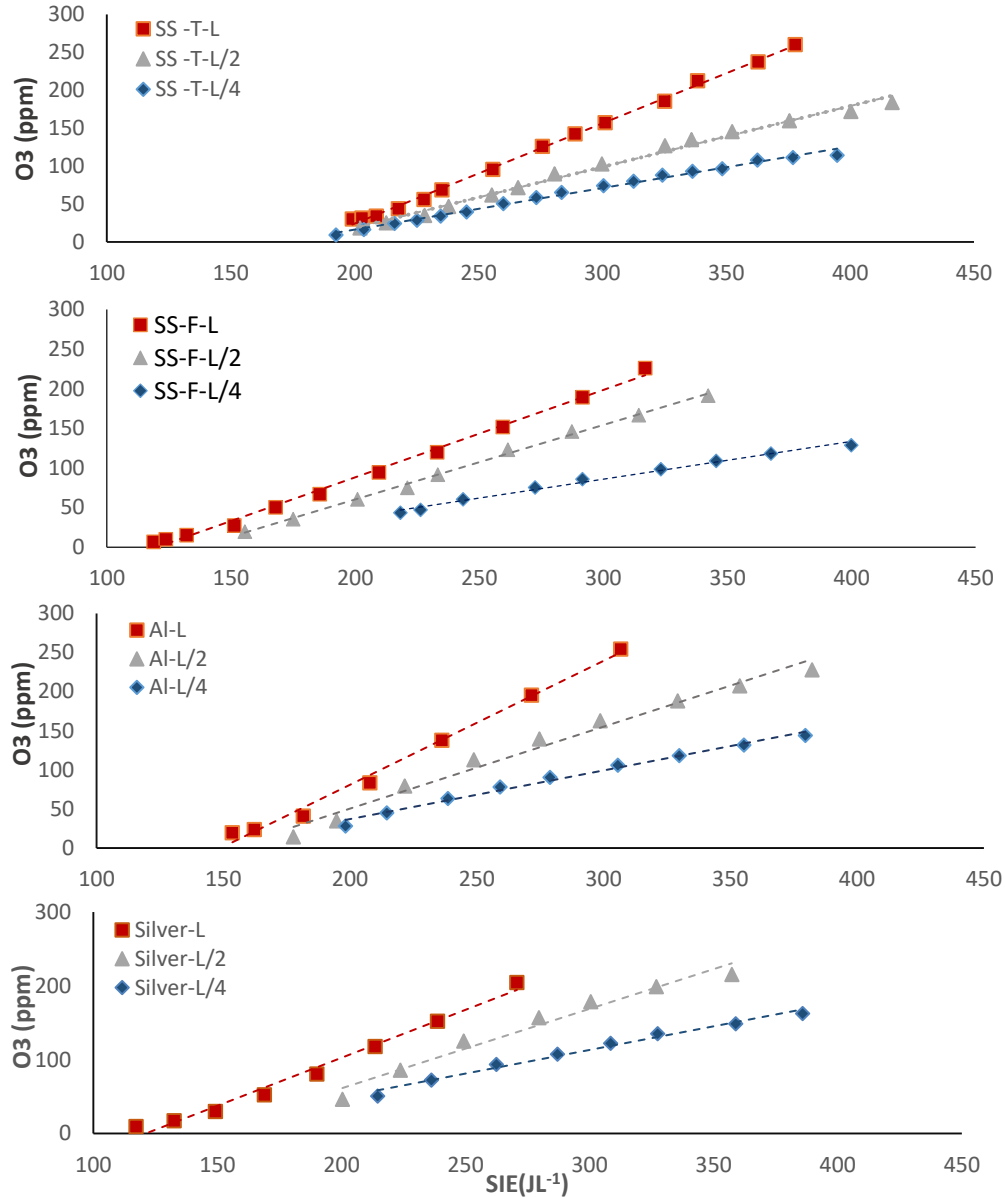 300
SS -T-L
250
SS -T-L/2
200
SS -T-L/4
150
100
50
0
O3 (ppm)
100 150 200 250 300 350 400 450
300
SS-F-L
250
SS-F-L/2
200
SS-F-L/4
150
100
50
0
O3 (ppm)
100 150 200 250 300 350 400 450
300
Al-L
250
Al-L/2
200
Al-L/4
150
100
50
0
O3 (ppm)
100 150 200 250 300 350 400 450
300
Silver-L
Silver-L/2
200
Silver-L/4
100
0
O3 (ppm)
100 150 200 250 300 350 400 450
SIE(JL⁻¹)